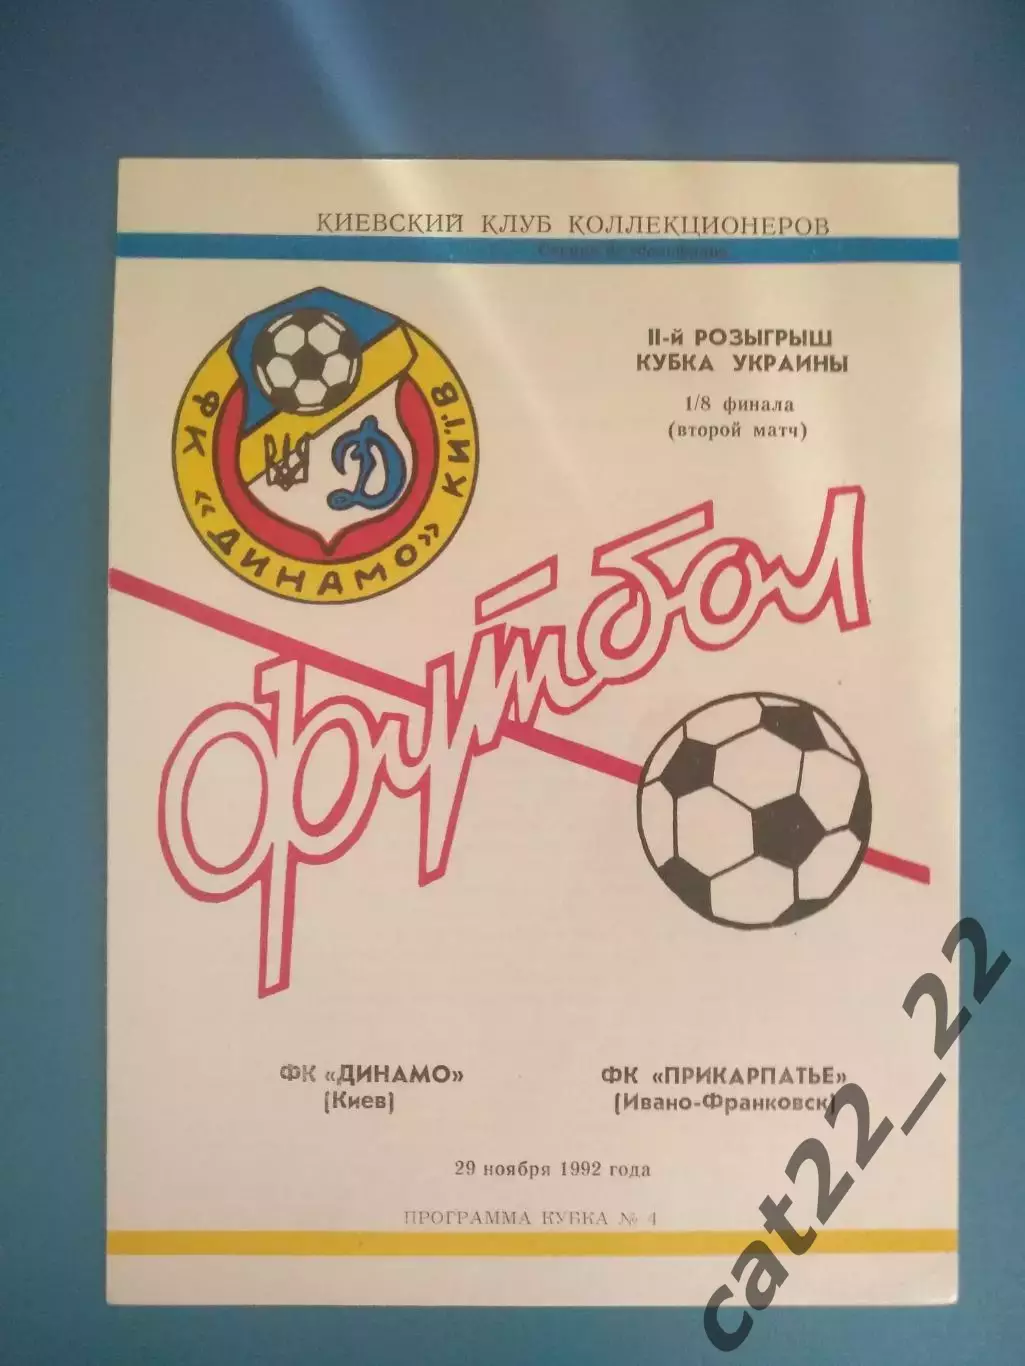 КИЕВСКИЙ КЛУБ КОЛЛЕКЦИОНЕРОВ
II-й РОЗЫГРЫШ
КУБКА УКРАИНЫ
1/8 финала
(второй матч)
ФК «ДИНАМО» КИЇВ
Д
футбол
ФК «ДИНАМО»
(Киев)
ФК «ПРИКАРПАТЬЕ»
(Ивано-Франковск)
29 ноября 1992 года
ПРОГРАММА КУБКА № 4
cat22_22